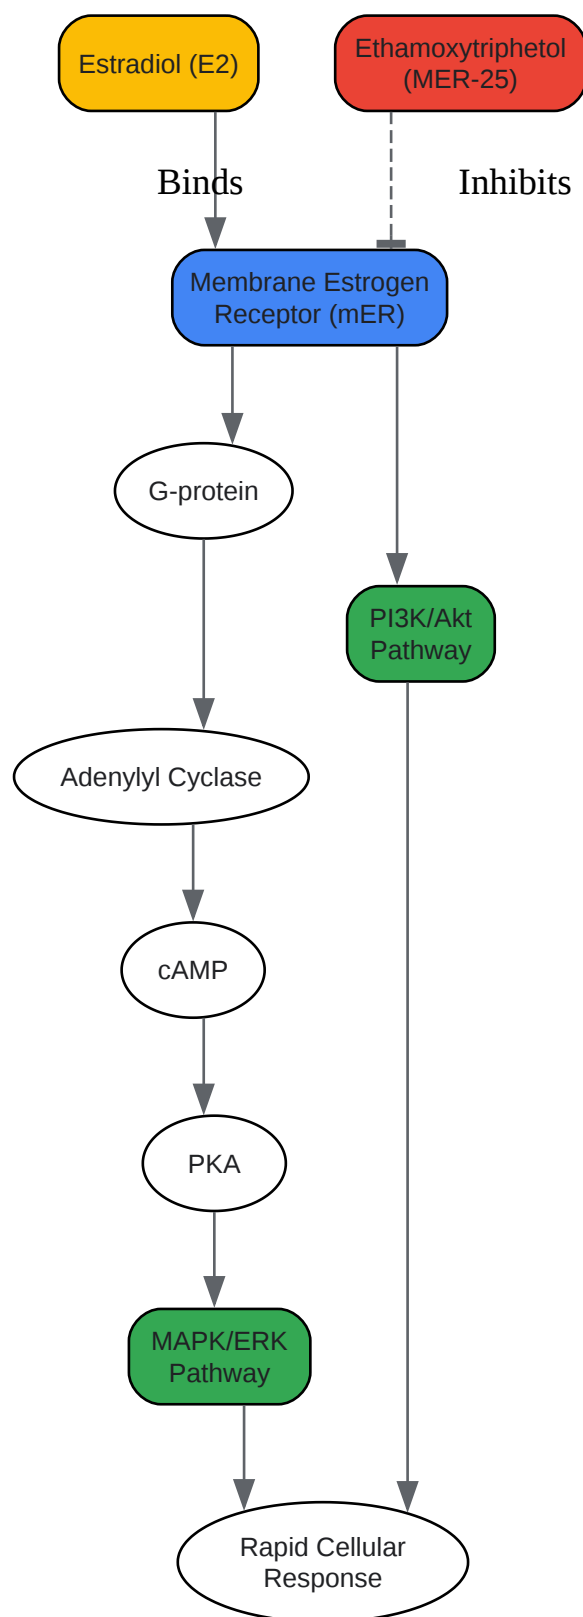 Estradiol (E2)
Ethamoxytriphetol
(MER-25)
Binds
Inhibits
Membrane Estrogen
Receptor (mER)
G-protein
PI3K/Akt
Pathway
Adenylyl Cyclase
cAMP
PKA
MAPK/ERK
Pathway
Rapid Cellular
Response